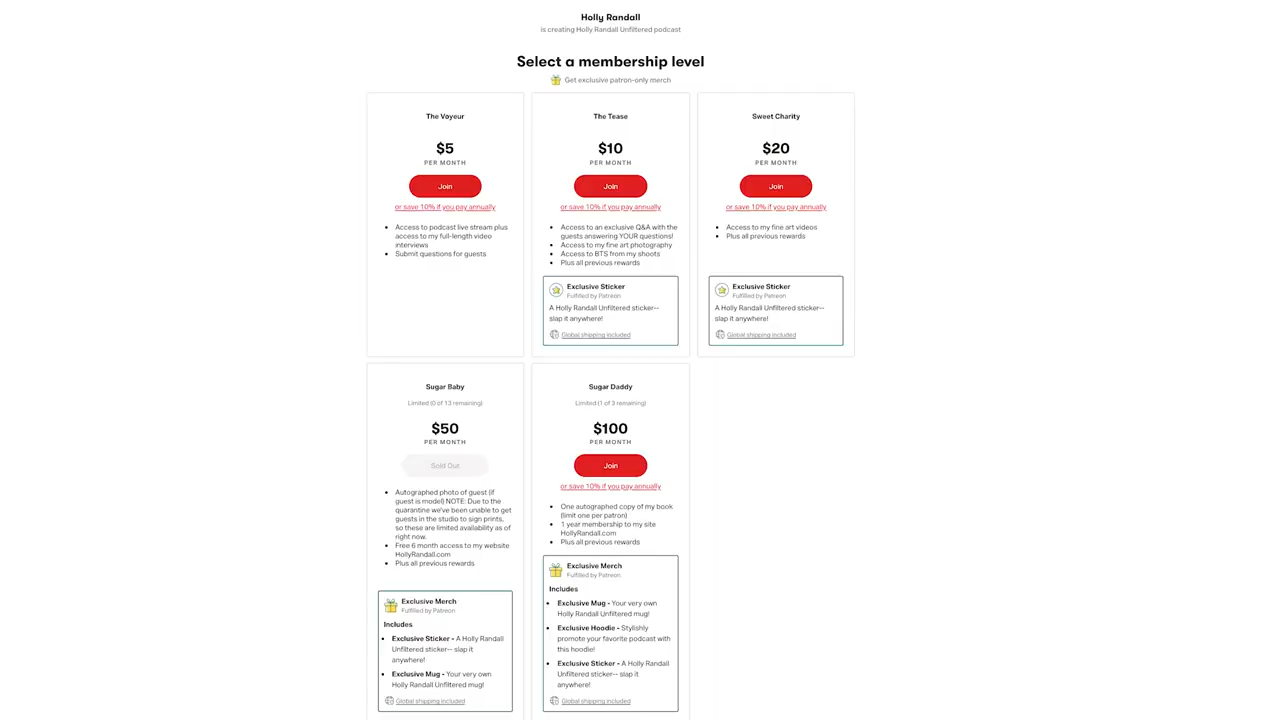 Holly Randall
is creating Holly Randall Unfiltered podcast
Select a membership level
Get exclusive patron-only merch
The Voyeur
$5
PER MONTH
Join
or save 10% if you pay annually
Access to podcast live stream plus
access to my full-length video
interviews
Submit questions for guests
The Tease
$10
PER MONTH
Join
or save 10% if you pay annually
Access to an exclusive Q&A with the
guests answering YOUR questions!
Access to my fine art photography
Access to BTS from my shoots
Plus all previous rewards
Exclusive Sticker
Fulfilled by Patreon
A Holly Randall Unfiltered sticker--
slap it anywhere!
Global shipping included
Sweet Charity
$20
PER MONTH
Join
or save 10% if you pay annually
Access to my fine art videos
Plus all previous rewards
Exclusive Sticker
Fulfilled by Patreon
A Holly Randall Unfiltered sticker--
slap it anywhere!
Global shipping included
Sugar Baby
Limited (0 of 13 remaining)
$50
PER MONTH
Sold Out
Autographed photo of guest (if
guest is model) NOTE: Due to the
quarantine we've been unable to get
guests in the studio to sign prints,
so these are limited availability as of
right now.
Free 6 month access to my website
HollyRandall.com
Plus all previous rewards
Exclusive Merch
Fulfilled by Patreon
Includes
Exclusive Sticker - A Holly Randall
Unfiltered sticker-- slap it
anywhere!
Exclusive Mug - Your very own
Holly Randall Unfiltered mug!
Global shipping included
Sugar Daddy
Limited (1 of 3 remaining)
$100
PER MONTH
Join
or save 10% if you pay annually
One autographed copy of my book
(limit one per patron)
1 year membership to my site
HollyRandall.com
Plus all previous rewards
Exclusive Merch
Fulfilled by Patreon
Includes
Exclusive Mug - Your very own
Holly Randall Unfiltered mug!
Exclusive Hoodie - Stylishly
promote your favorite podcast with
this hoodie!
Exclusive Sticker - A Holly Randall
Unfiltered sticker-- slap it
anywhere!
Global shipping included